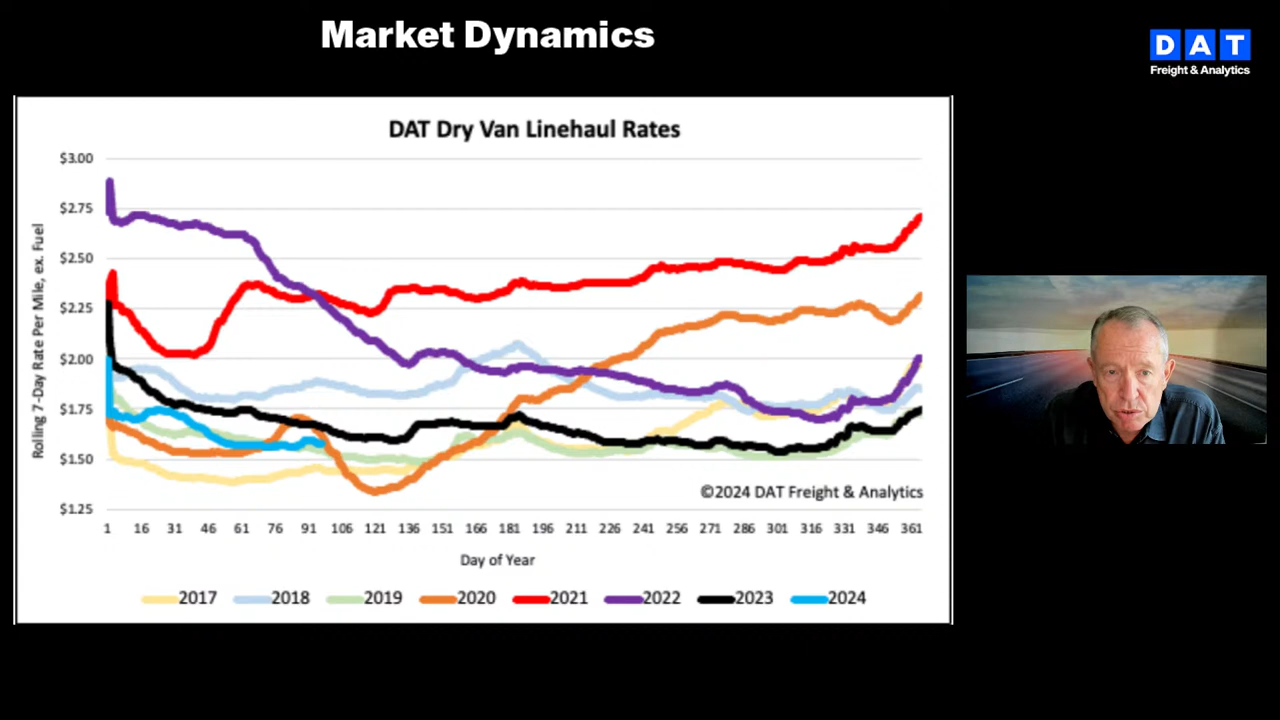 Market Dynamics
DAT
Freight & Analytics
DAT Dry Van Linehaul Rates
Rolling 7-Day Rate Per Mile, ex. Fuel
$3.00
$2.75
$2.50
$2.25
$2.00
$1.75
$1.50
$1.25
©2024 DAT Freight & Analytics
1 16 31 46 61 76 91 106 121 136 151 166 181 196 211 226 241 256 271 286 301 316 331 346 361
Day of Year
2017 2018 2019 2020 2021 2022 2023 2024